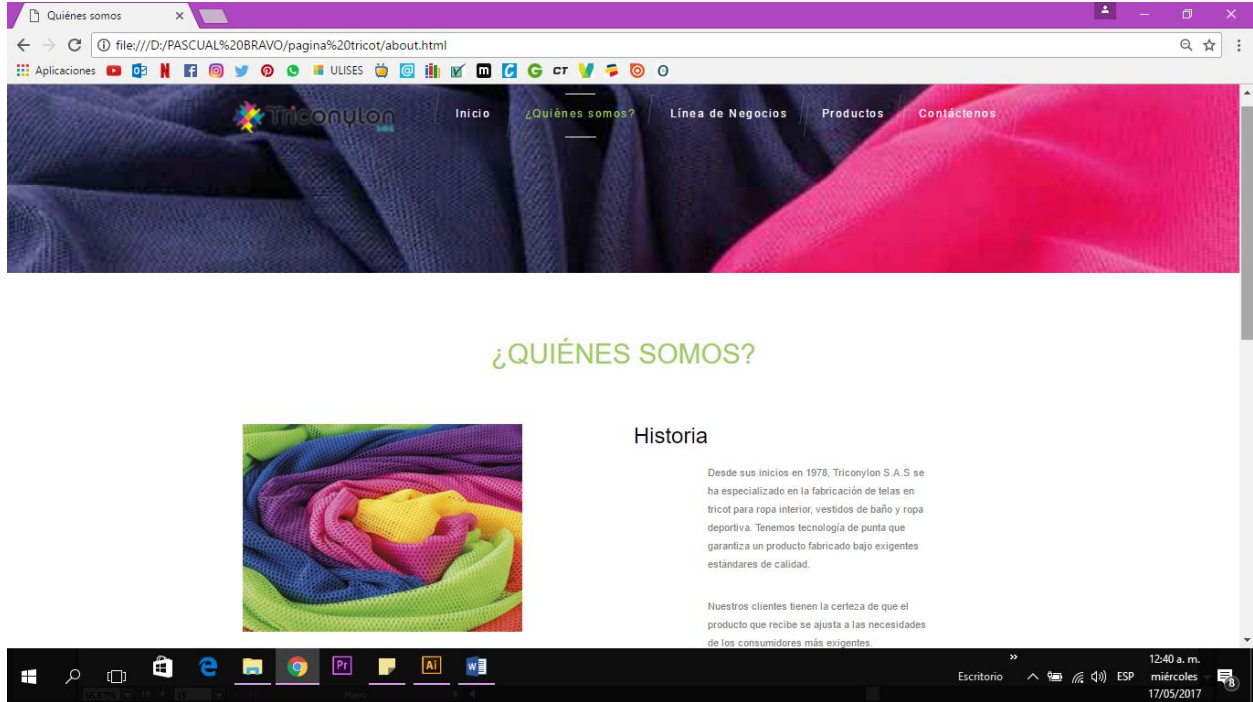 Quiénes somos
file:///D:/PASCUAL%20BRAVO/pagina%20tricot/about.html
Aplicaciones ULISES
Triconylon
S.A.S
Inicio ¿Quiénes somos? Línea de Negocios Productos Contáctenos
¿QUIÉNES SOMOS?
Historia
Desde sus inicios en 1978, Triconylon S.A.S se
ha especializado en la fabricación de telas en
tricot para ropa interior, vestidos de baño y ropa
deportiva. Tenemos tecnología de punta que
garantiza un producto fabricado bajo exigentes
estándares de calidad.
Nuestros clientes tienen la certeza de que el
producto que recibe se ajusta a las necesidades
de los consumidores más exigentes.
Escritorio
ESP
12:40 a. m.
miércoles
17/05/2017
8